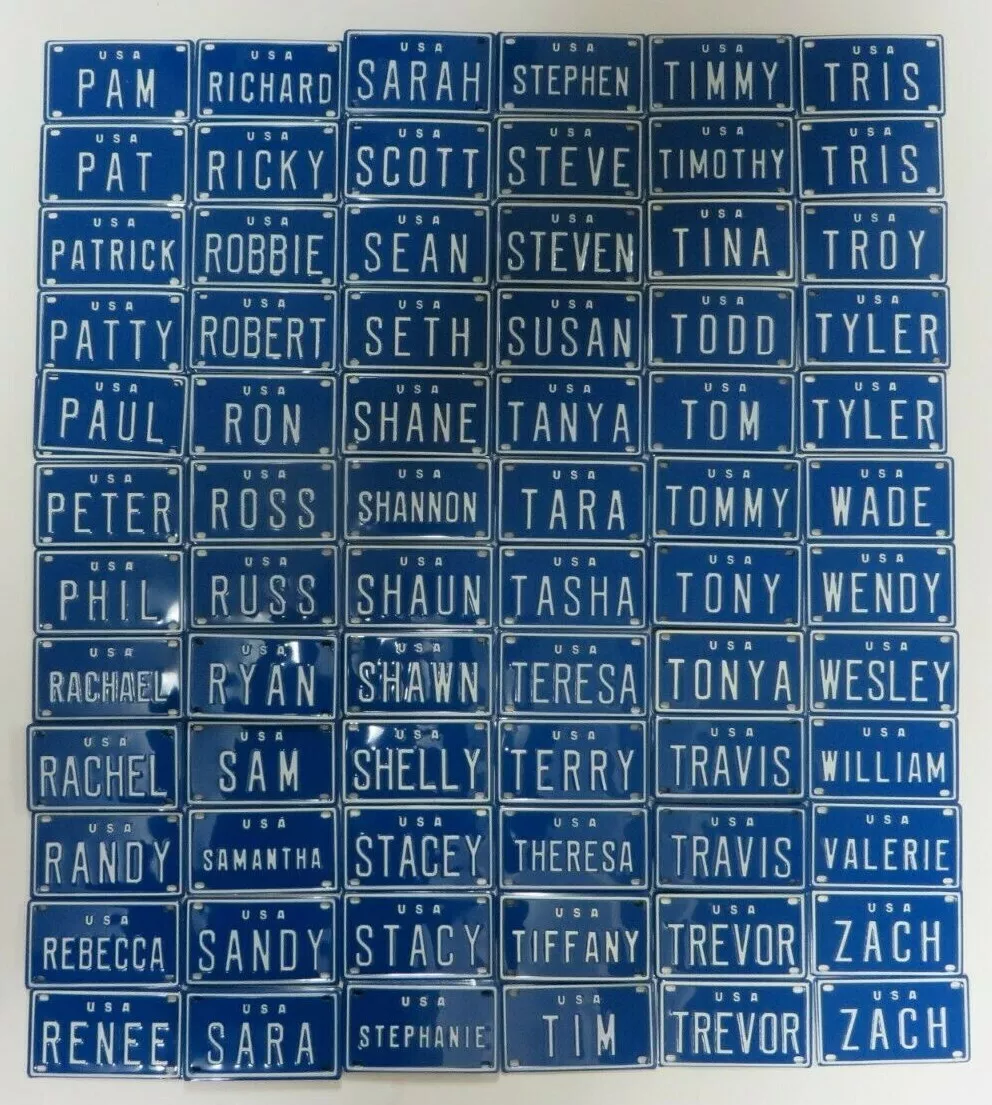 USA
PAM
USA
RICHARD
USA
SARAH
USA
STEPHEN
USA
TIMMY
USA
TRIS
USA
PAT
USA
RICKY
USA
SCOTT
USA
STEVE
USA
TIMOTHY
USA
TRIS
USA
PATRICK
USA
ROBBIE
USA
SEAN
USA
STEVEN
USA
TINA
USA
TROY
USA
PATTY
USA
ROBERT
USA
SETH
USA
SUSAN
USA
TODD
USA
TYLER
USA
PAUL
USA
RON
USA
SHANE
USA
TANYA
USA
TOM
USA
TYLER
USA
PETER
USA
ROSS
USA
SHANNON
USA
TARA
USA
TOMMY
USA
WADE
USA
PHIL
USA
RUSS
USA
SHAUN
USA
TASHA
USA
TONY
USA
WENDY
USA
RACHAEL
USA
RYAN
USA
SHAWN
USA
TERESA
USA
TONYA
USA
WESLEY
USA
RACHEL
USA
SAM
USA
SHELLY
USA
TERRY
USA
TRAVIS
USA
WILLIAM
USA
RANDY
USA
SAMANTHA
USA
STACEY
USA
THERESA
USA
TRAVIS
USA
VALERIE
USA
REBECCA
USA
SANDY
USA
STACY
USA
TIFFANY
USA
TREVOR
USA
ZACH
USA
RENEE
USA
SARA
USA
STEPHANIE
USA
TIM
USA
TREVOR
USA
ZACH